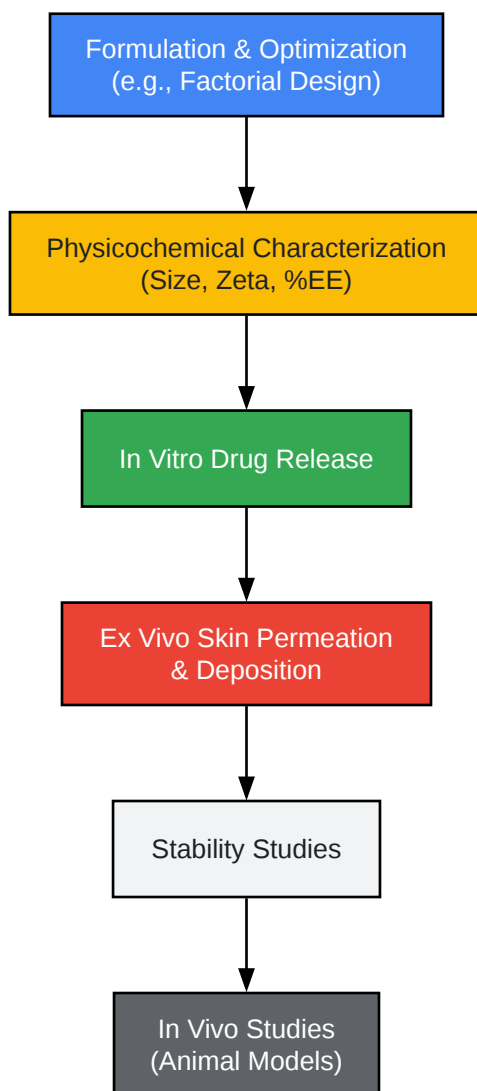 Formulation & Optimization
(e.g., Factorial Design)
Physicochemical Characterization
(Size, Zeta, %EE)
In Vitro Drug Release
Ex Vivo Skin Permeation
& Deposition
Stability Studies
In Vivo Studies
(Animal Models)